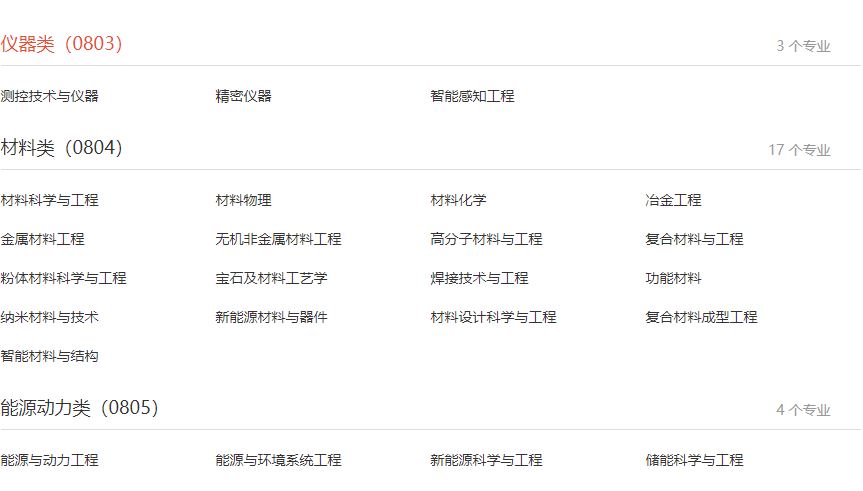 仪器类（0803） 3 个专业
测控技术与仪器 精密仪器 智能感知工程
材料类（0804） 17 个专业
材料科学与工程 材料物理 材料化学 冶金工程
金属材料工程 无机非金属材料工程 高分子材料与工程 复合材料与工程
粉体材料科学与工程 宝石及材料工艺学 焊接技术与工程 功能材料
纳米材料与技术 新能源材料与器件 材料设计科学与工程 复合材料成型工程
智能材料与结构
能源动力类（0805） 4 个专业
能源与动力工程 能源与环境系统工程 新能源科学与工程 储能科学与工程